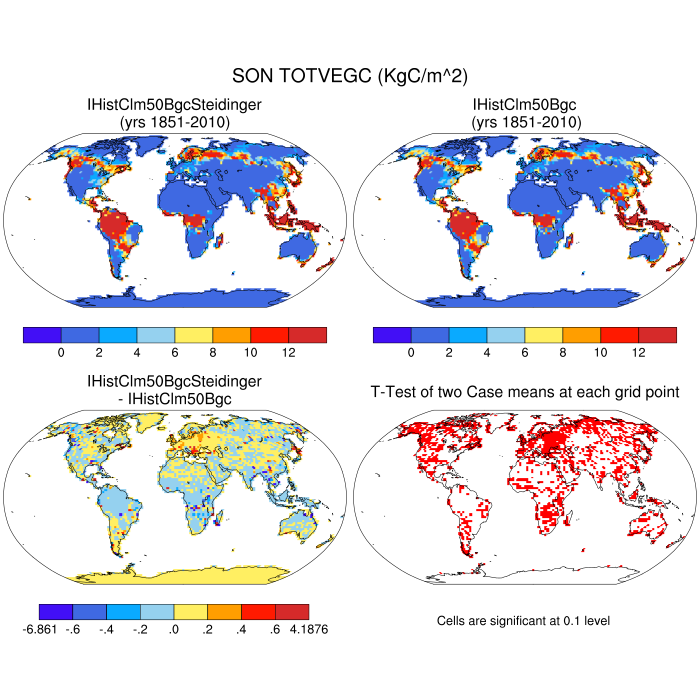 SON TOTVEGC (KgC/m^2)
IHistClm50BgcSteidinger
(yrs 1851-2010)
IHistClm50Bgc
(yrs 1851-2010)
0 2 4 6 8 10 12
0 2 4 6 8 10 12
IHistClm50BgcSteidinger
- IHistClm50Bgc
T-Test of two Case means at each grid point
-6.861 -.6 -.4 -.2 .0 .2 .4 .6 4.1876
Cells are significant at 0.1 level